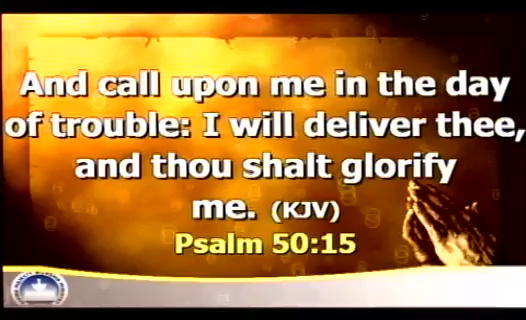 And call upon me in the day
of trouble: I will deliver thee,
and thou shalt glorify
me. (KJV)
Psalm 50:15